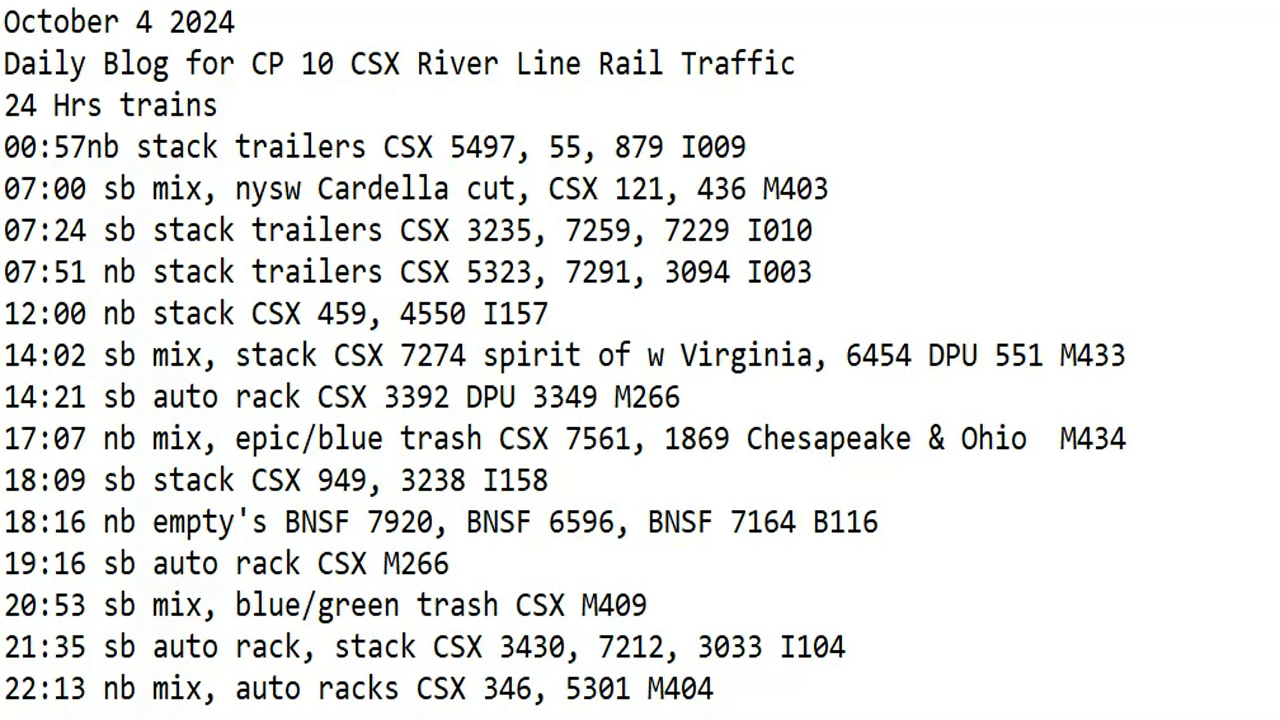 October 4 2024
Daily Blog for CP 10 CSX River Line Rail Traffic
24 Hrs trains
00:57nb stack trailers CSX 5497, 55, 879 I009
07:00 sb mix, nysw Cardella cut, CSX 121, 436 M403
07:24 sb stack trailers CSX 3235, 7259, 7229 I010
07:51 nb stack trailers CSX 5323, 7291, 3094 I003
12:00 nb stack CSX 459, 4550 I157
14:02 sb mix, stack CSX 7274 spirit of w Virginia, 6454 DPU 551 M433
14:21 sb auto rack CSX 3392 DPU 3349 M266
17:07 nb mix, epic/blue trash CSX 7561, 1869 Chesapeake & Ohio  M434
18:09 sb stack CSX 949, 3238 I158
18:16 nb empty's BNSF 7920, BNSF 6596, BNSF 7164 B116
19:16 sb auto rack CSX M266
20:53 sb mix, blue/green trash CSX M409
21:35 sb auto rack, stack CSX 3430, 7212, 3033 I104
22:13 nb mix, auto racks CSX 346, 5301 M404